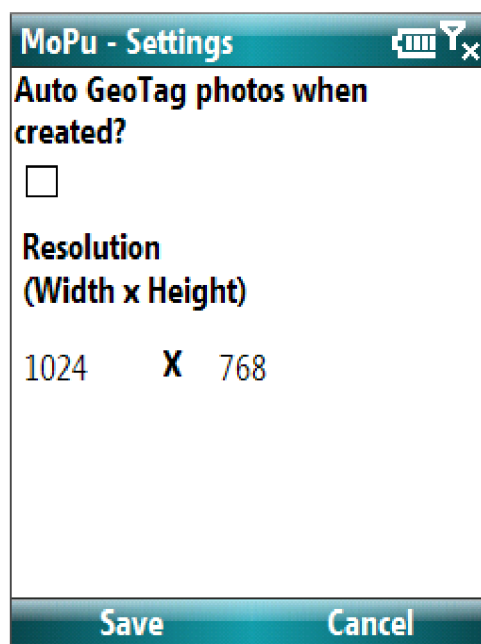 MoPu - Settings
Auto GeoTag photos when
created?
Resolution
(Width x Height)
1024 X 768
Save Cancel